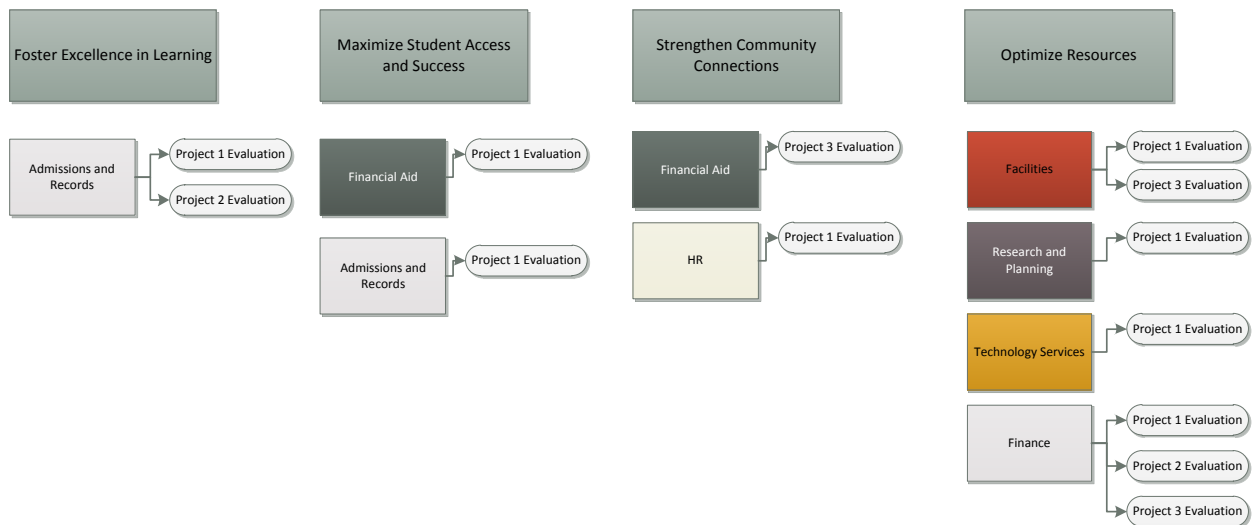 Foster Excellence in Learning
Maximize Student Access
and Success
Strengthen Community
Connections
Optimize Resources
Admissions and
Records
Project 1 Evaluation
Project 2 Evaluation
Financial Aid
Project 1 Evaluation
Admissions and
Records
Project 1 Evaluation
Financial Aid
Project 3 Evaluation
HR
Project 1 Evaluation
Facilities
Project 1 Evaluation
Project 3 Evaluation
Research and
Planning
Project 1 Evaluation
Technology Services
Project 1 Evaluation
Finance
Project 1 Evaluation
Project 2 Evaluation
Project 3 Evaluation